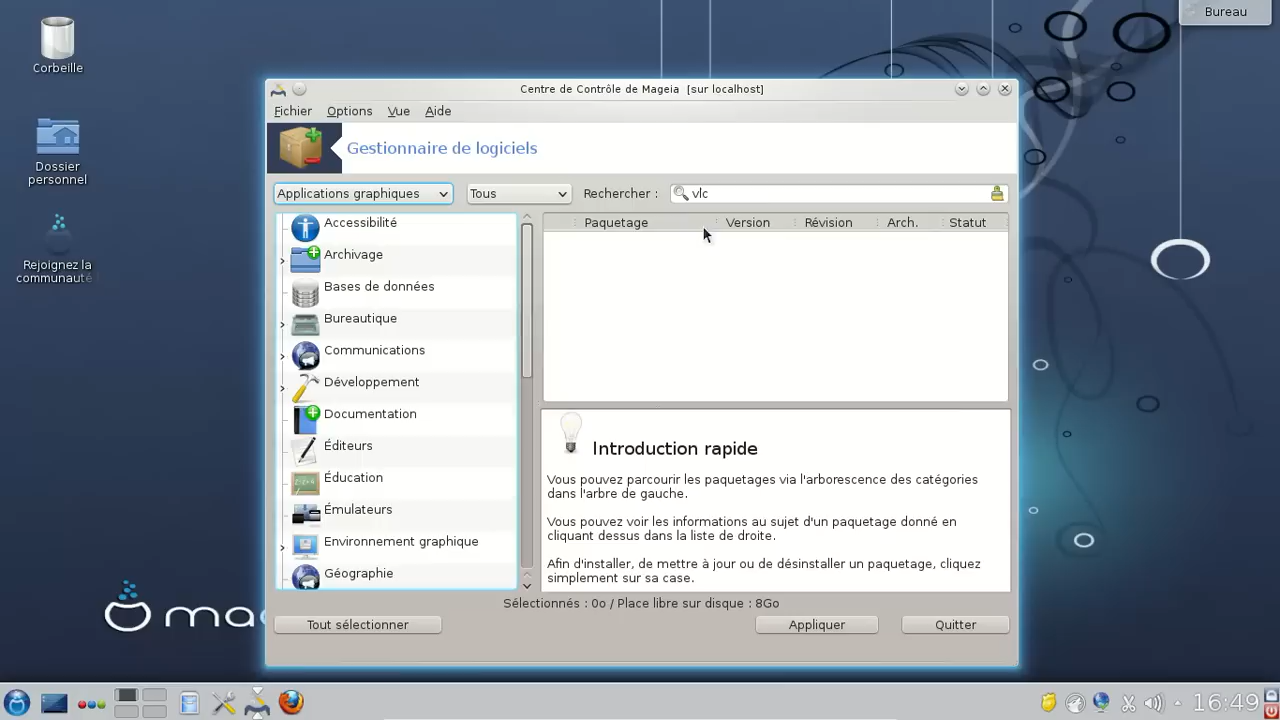 Bureau
Corbeille
Dossier
personnel
Rejoignez la
communauté
Centre de Contrôle de Mageia [sur localhost]
Fichier Options Vue Aide
Gestionnaire de logiciels
Applications graphiques Tous Rechercher : vlc
Paquetage Version Révision Arch. Statut
Accessibilité
Archivage
Bases de données
Bureautique
Communications
Développement
Documentation
Éditeurs
Éducation
Émulateurs
Environnement graphique
Géographie
Introduction rapide
Vous pouvez parcourir les paquetages via l'arborescence des catégories
dans l'arbre de gauche.
Vous pouvez voir les informations au sujet d'un paquetage donné en
cliquant dessus dans la liste de droite.
Afin d'installer, de mettre à jour ou de désinstaller un paquetage, cliquez
simplement sur sa case.
Sélectionnés : 0o / Place libre sur disque : 8Go
Tout sélectionner Appliquer Quitter
mag
16:49